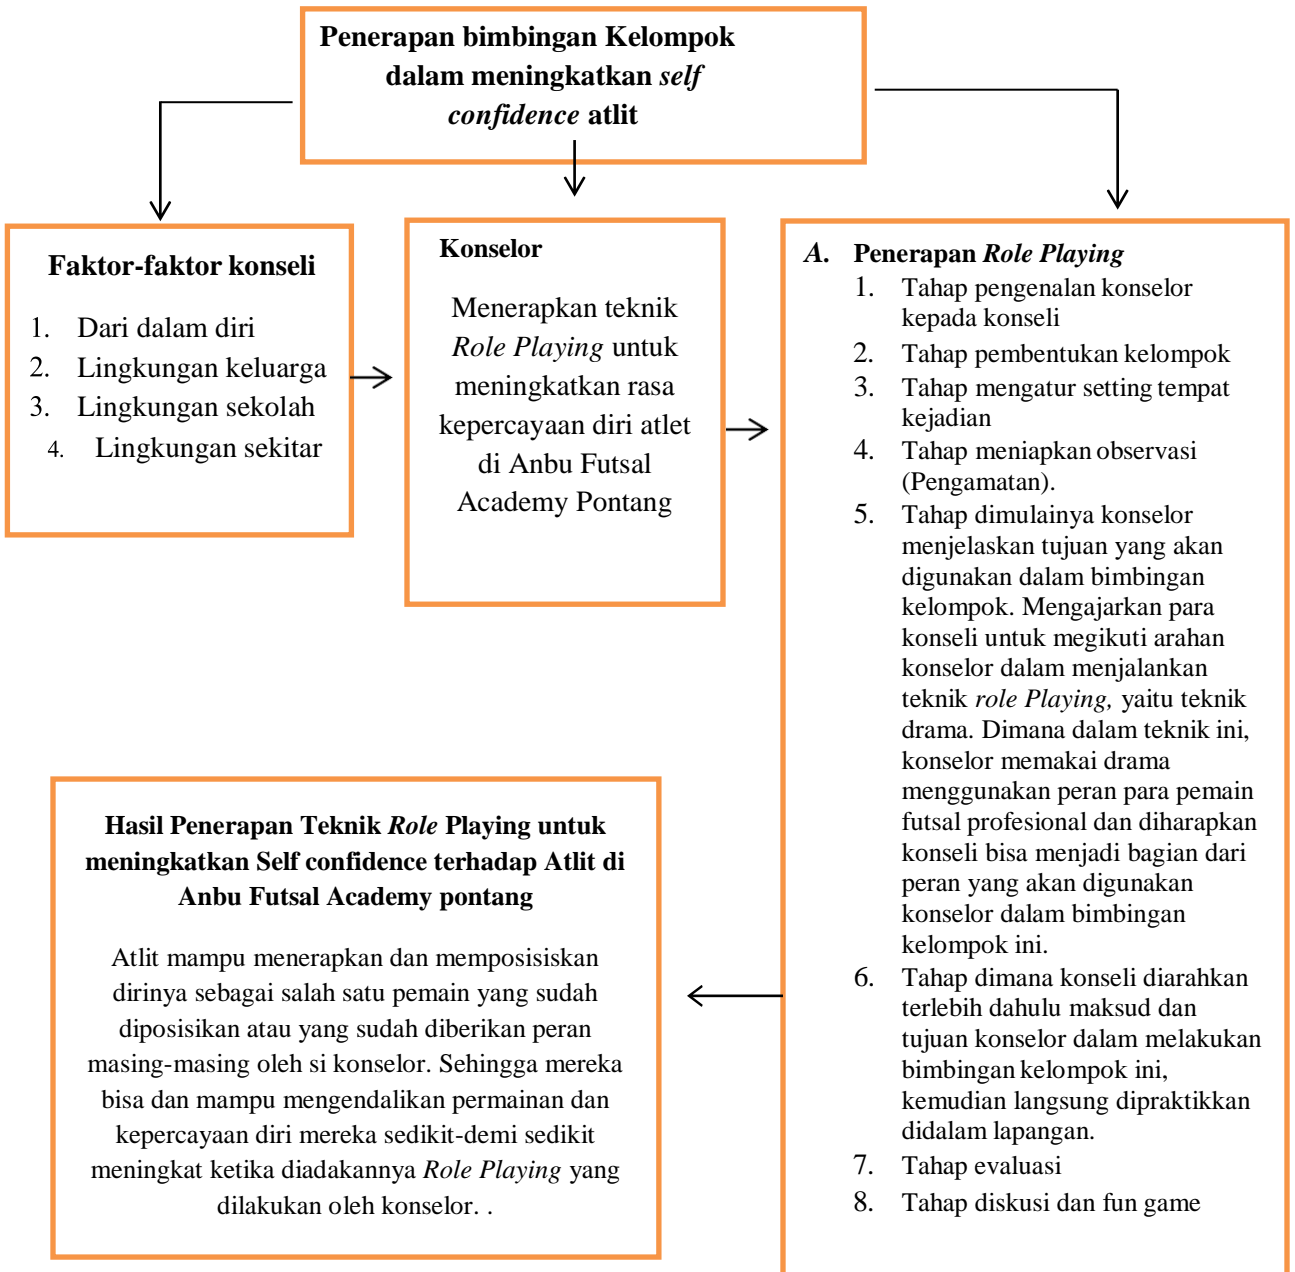 Penerapan bimbingan Kelompok
dalam meningkatkan self
confidence atlit
Faktor-faktor konseli
1. Dari dalam diri
2. Lingkungan keluarga
3. Lingkungan sekolah
4. Lingkungan sekitar
Konselor
Menerapkan teknik
Role Playing untuk
meningkatkan rasa
kepercayaan diri atlet
di Anbu Futsal
Academy Pontang
A. Penerapan Role Playing
1. Tahap pengenalan konselor
kepada konseli
2. Tahap pembentukan kelompok
3. Tahap mengatur setting tempat
kejadian
4. Tahap meniapkan observasi
(Pengamatan).
5. Tahap dimulainya konselor
menjelaskan tujuan yang akan
digunakan dalam bimbingan
kelompok. Mengajarkan para
konseli untuk megikuti arahan
konselor dalam menjalankan
teknik role Playing, yaitu teknik
drama. Dimana dalam teknik ini,
konselor memakai drama
menggunakan peran para pemain
futsal profesional dan diharapkan
konseli bisa menjadi bagian dari
peran yang akan digunakan
konselor dalam bimbingan
kelompok ini.
6. Tahap dimana konseli diarahkan
terlebih dahulu maksud dan
tujuan konselor dalam melakukan
bimbingan kelompok ini,
kemudian langsung dipraktikkan
didalam lapangan.
7. Tahap evaluasi
8. Tahap diskusi dan fun game
Hasil Penerapan Teknik Role Playing untuk
meningkatkan Self confidence terhadap Atlit di
Anbu Futsal Academy pontang
Atlit mampu menerapkan dan memposisiskan
dirinya sebagai salah satu pemain yang sudah
diposisikan atau yang sudah diberikan peran
masing-masing oleh si konselor. Sehingga mereka
bisa dan mampu mengendalikan permainan dan
kepercayaan diri mereka sedikit-demi sedikit
meningkat ketika diadakannya Role Playing yang
dilakukan oleh konselor. .